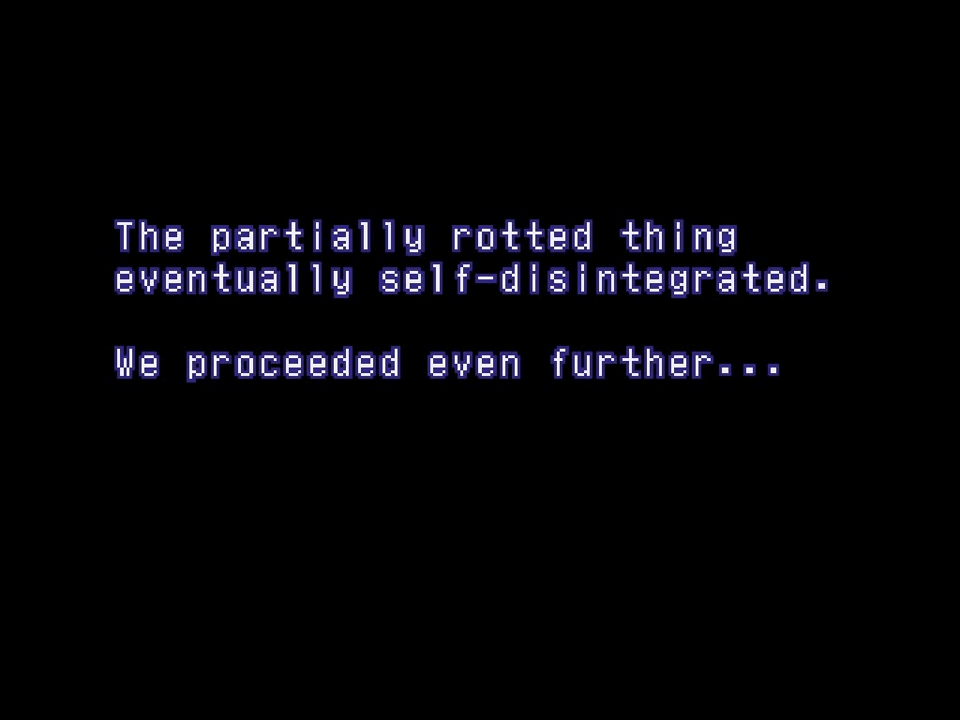 The partially rotted thing
eventually self-disintegrated.
We proceeded even further...